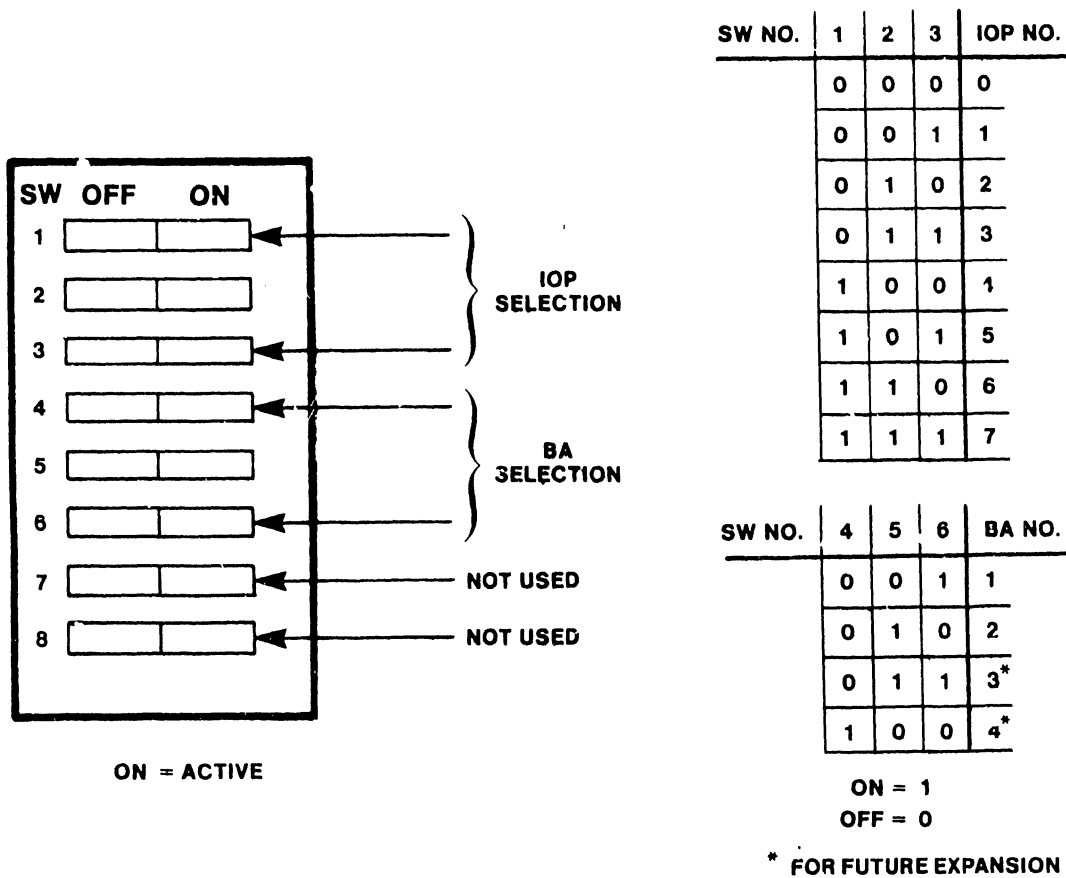 SW OFF ON
1
2
3
4
5
6
7
8
IOP
SELECTION
BA
SELECTION
NOT USED
NOT USED
ON = ACTIVE
SW NO. 1 2 3 IOP NO.
0 0 0 0
0 0 1 1
0 1 0 2
0 1 1 3
1 0 0 4
1 0 1 5
1 1 0 6
1 1 1 7
SW NO. 4 5 6 BA NO.
0 0 1 1
0 1 0 2
0 1 1 3*
1 0 0 4*
ON = 1
OFF = 0
* FOR FUTURE EXPANSION